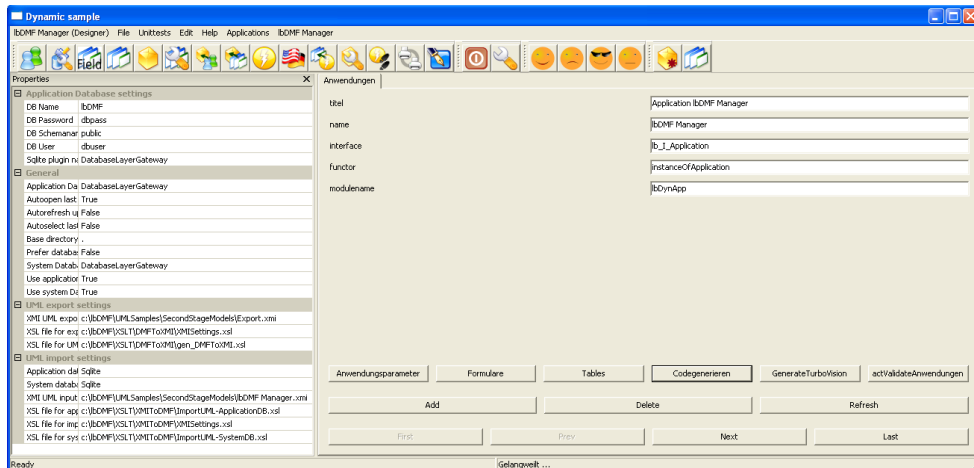 Dynamic sample
lbDMF Manager (Designer) File Unittests Edit Help Applications lbDMF Manager
Field
Properties X
Application Database settings
DB Name lbDMF
DB Password dbpass
DB Schemanar public
DB User dbuser
Sqlite plugin na DatabaseLayerGateway
General
Application Da DatabaseLayerGateway
Autoopen last True
Autorefresh up False
Autoselect last False
Base directory .
Prefer databas False
System Datab DatabaseLayerGateway
Use application True
Use system Da True
UML export settings
XMI UML expo c:\lbDMF\UMLSamples\SecondStageModels\Export.xmi
XSL file for exp c:\lbDMF\XSLT\DMFToXMI\XMISettings.xsl
XSL file for UM c:\lbDMF\XSLT\DMFToXMI\gen_DMFToXMI.xsl
UML import settings
Application dat Sqlite
System databa Sqlite
XMI UML input c:\lbDMF\UMLSamples\SecondStageModels\lbDMF Manager.xmi
XSL file for app c:\lbDMF\XSLT\XMIToDMF\ImportUML-ApplicationDB.xsl
XSL file for imp c:\lbDMF\XSLT\XMIToDMF\XMISettings.xsl
XSL file for sys c:\lbDMF\XSLT\XMIToDMF\ImportUML-SystemDB.xsl
Anwendungen
titel Application lbDMF Manager
name lbDMF Manager
interface lb_I_Application
functor instanceOfApplication
modulename lbDynApp
Anwendungsparameter Formulare Tables Codegenerieren GenerateTurboVision actValidateAnwendungen
Add Delete Refresh
First Prev Next Last
Ready Gelangweilt ...